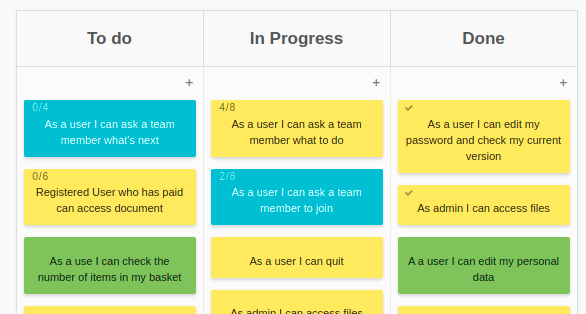 To do
In Progress
Done
+
+
+
0/4
As a user I can ask a team
member what's next
0/6
Registered User who has paid
can access document
As a use I can check the
number of items in my basket
4/8
As a user I can ask a team
member what to do
2/8
As a user I can ask a team
member to join
As a user I can quit
As admin I can access files
As a user I can edit my
password and check my current
version
As admin I can access files
A a user I can edit my personal
data